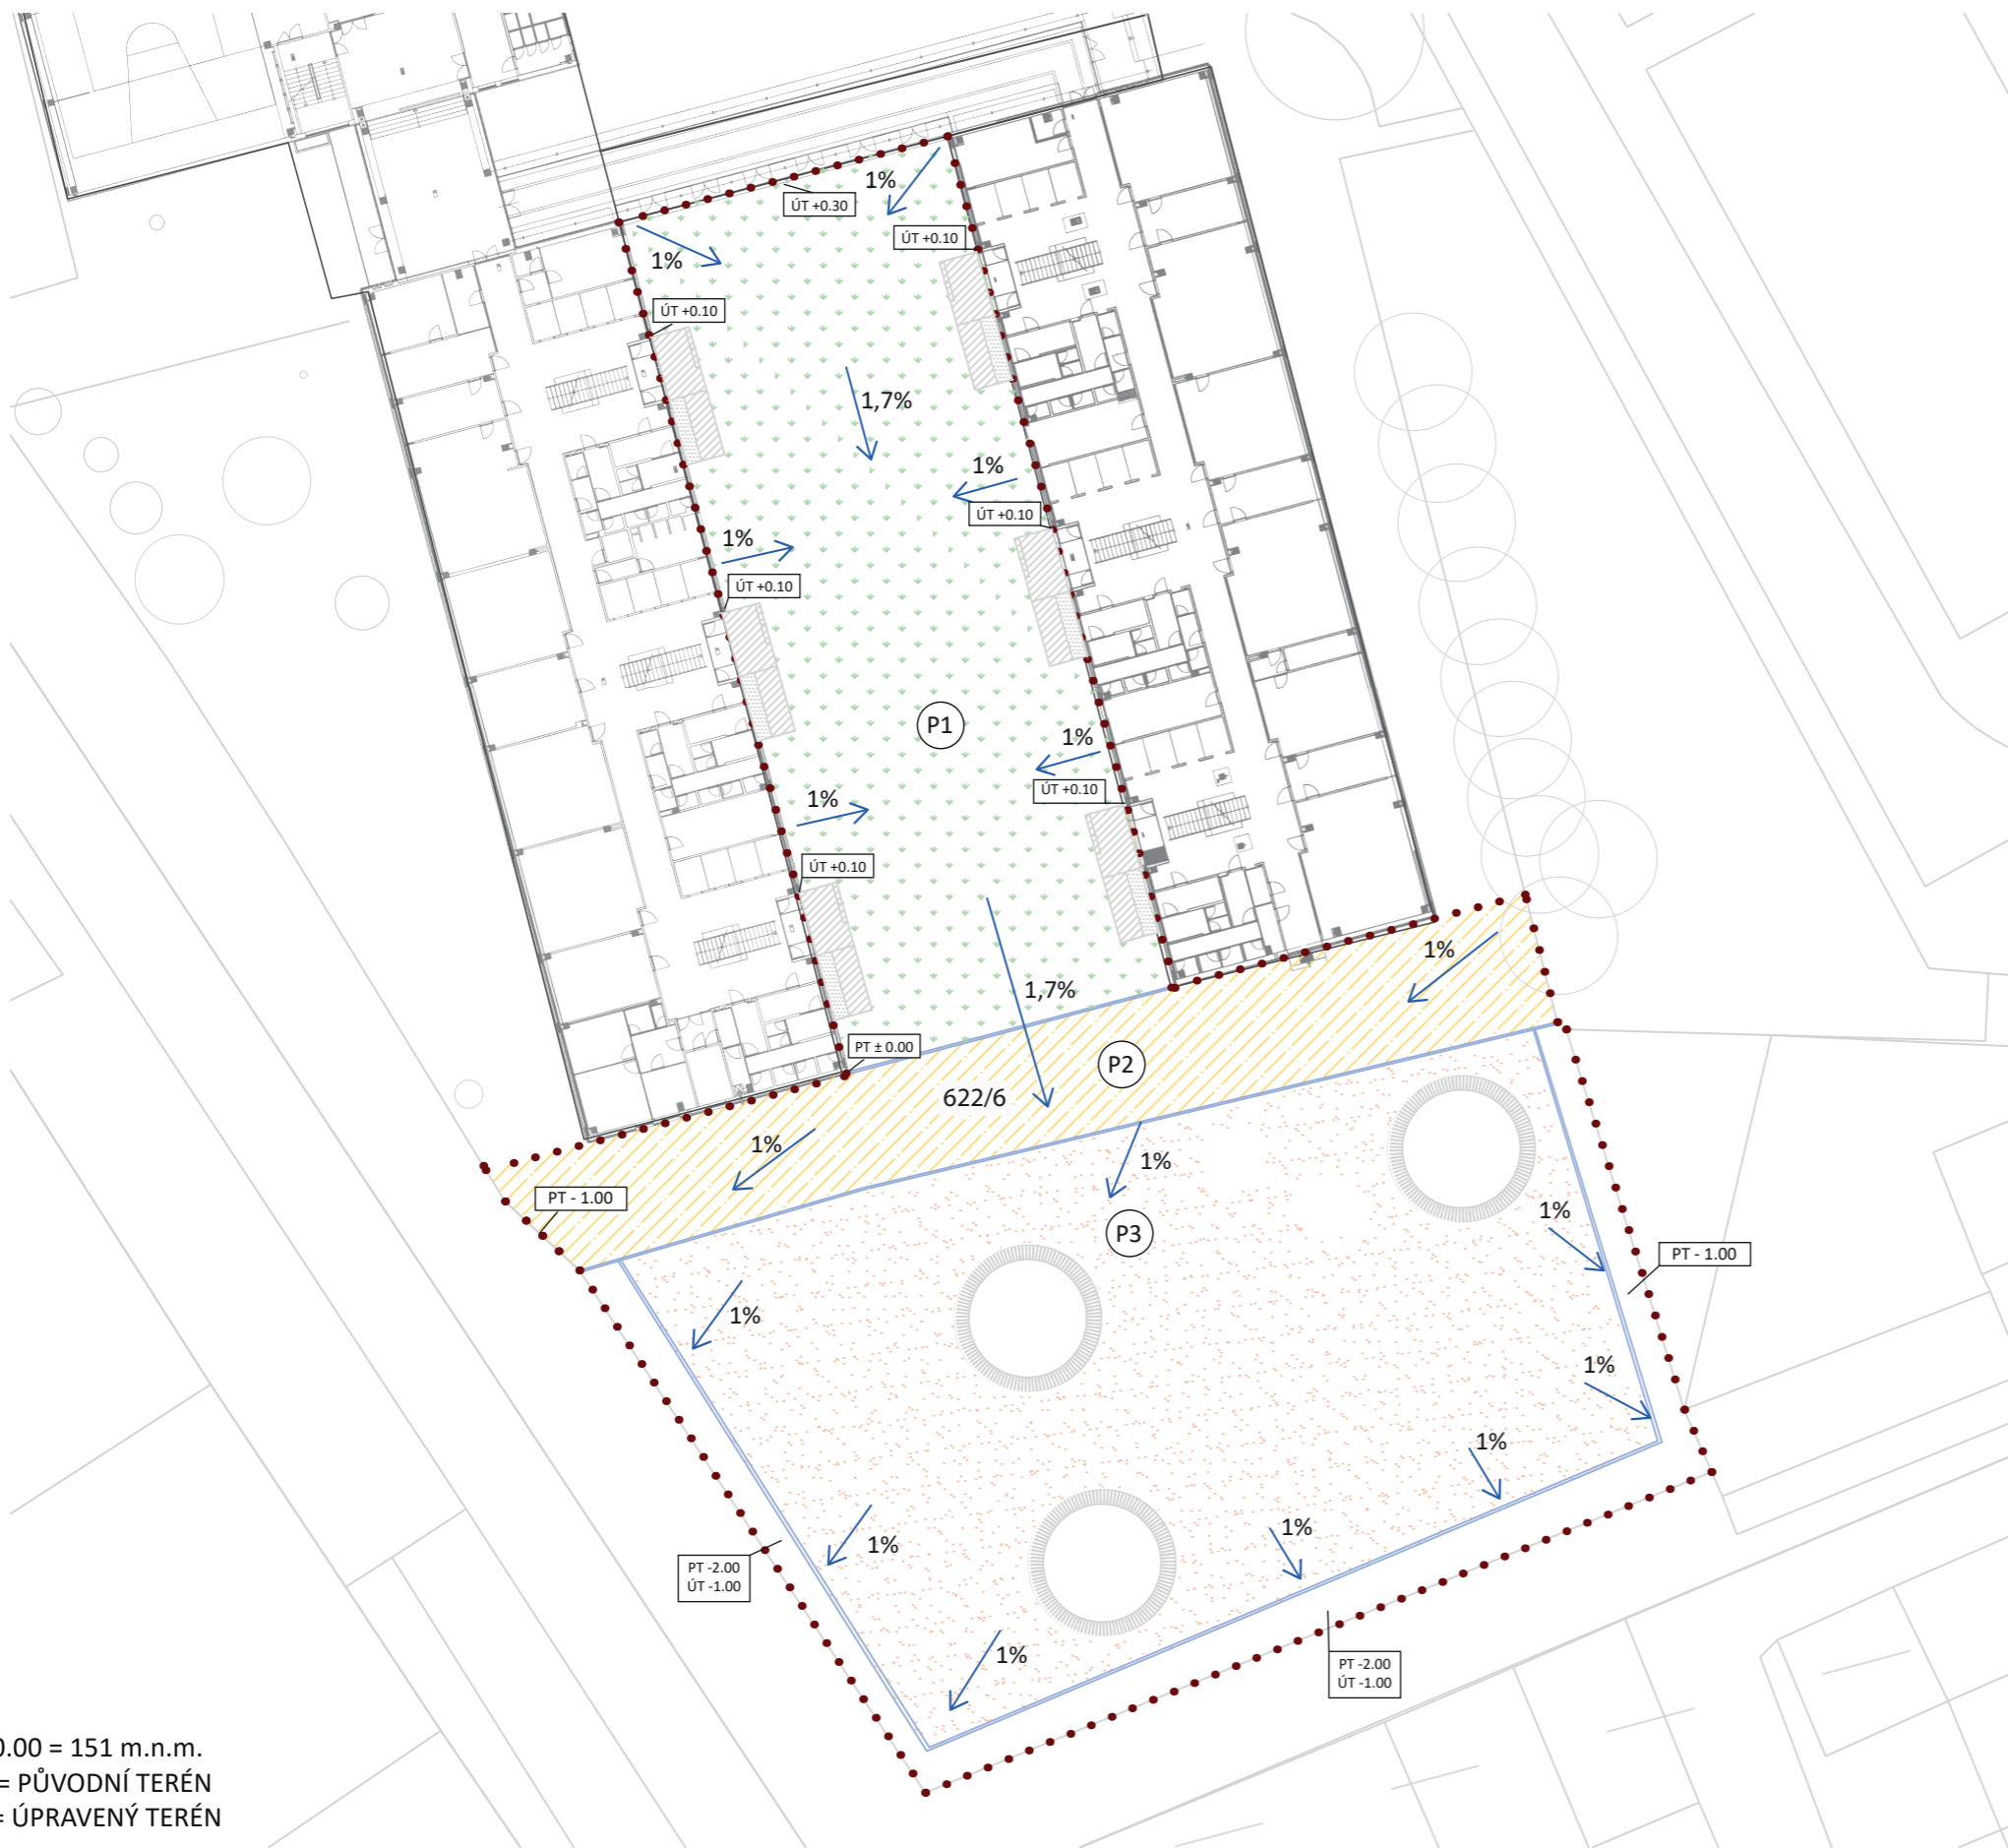 1%
ÚT +0.30
ÚT +0.10
1%
ÚT +0.10
1,7%
1%
ÚT +0.10
1%
ÚT +0.10
P1
1%
ÚT +0.10
1%
ÚT +0.10
1%
1,7%
PT ± 0.00
P2
622/6
1%
1%
PT - 1.00
P3
1%
PT - 1.00
1%
1%
1%
1%
1%
PT -2.00
ÚT -1.00
1%
PT -2.00
ÚT -1.00
0.00 = 151 m.n.m.
= PŮVODNÍ TERÉN
= ÚPRAVENÝ TERÉN